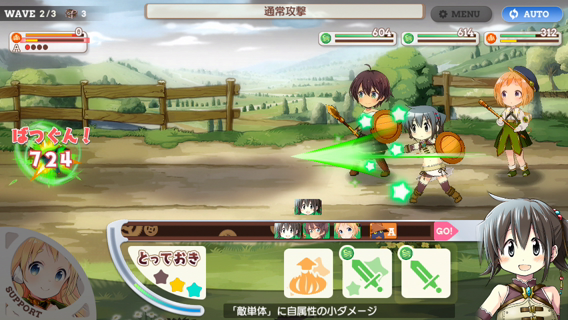 WAVE 2/3 3
通常攻撃
MENU
AUTO
0
A
604
614
312
ばつぐん!
724
GO!
とっておき
SUPPORT
「敵単体」に自属性の小ダメージ